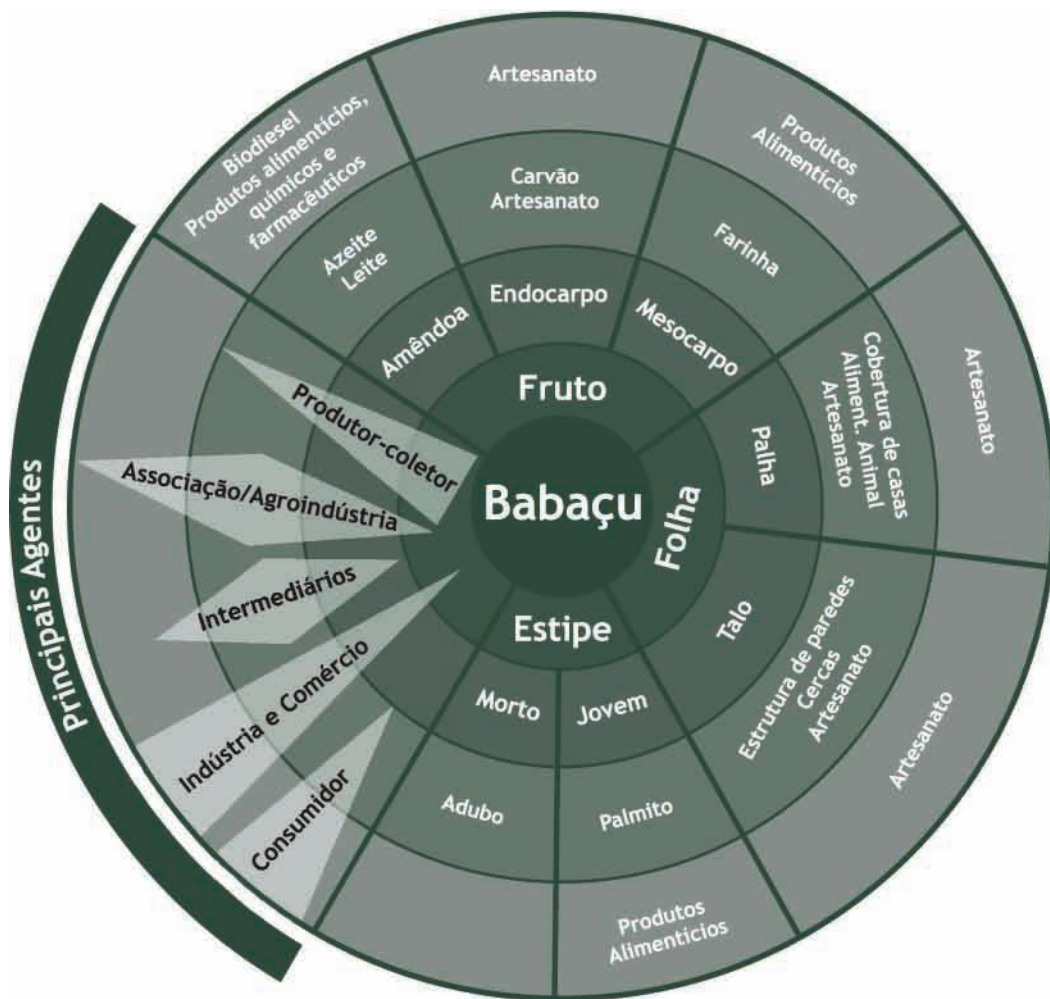 Babaçu
Fruto
Amêndoa
Azeite
Leite
Biodiesel
Produtos alimentícios,
químicos e
farmacêuticos
Endocarpo
Carvão
Artesanato
Artesanato
Mesocarpo
Farinha
Produtos
Alimentícios
Folha
Palha
Cobertura de casas
Aliment. Animal
Artesanato
Artesanato
Talo
Estrutura de paredes
Cercas
Artesanato
Artesanato
Estipe
Jovem
Palmito
Produtos
Alimentícios
Morto
Adubo
Principais Agentes
Produtor-coletor
Associação/Agroindústria
Intermediários
Indústria e Comércio
Consumidor